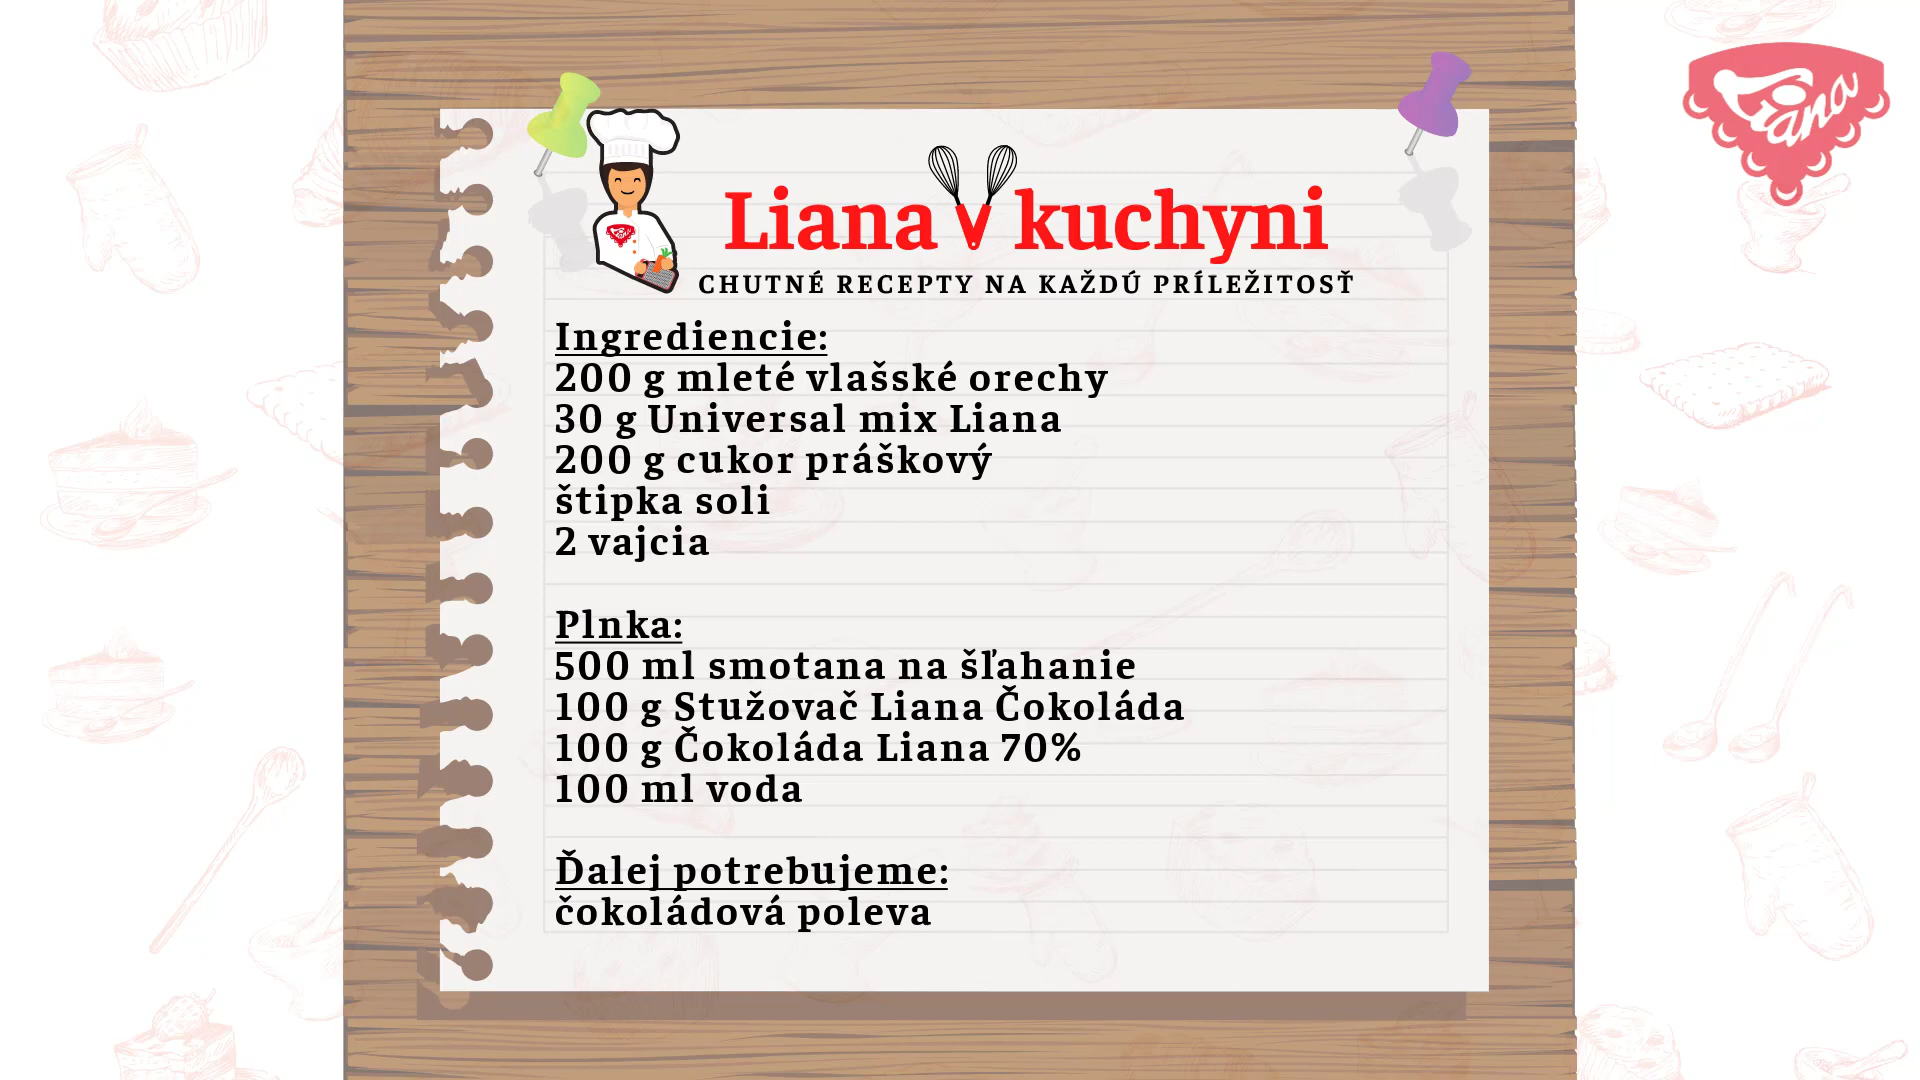 Liana
Liana v kuchyni
CHUTNÉ RECEPTY NA KAŽDÚ PRÍLEŽITOSŤ
Ingrediencie:
200 g mleté vlašské orechy
30 g Universal mix Liana
200 g cukor práškový
štipka soli
2 vajcia
Plnka:
500 ml smotana na šľahanie
100 g Stužovač Liana Čokoláda
100 g Čokoláda Liana 70%
100 ml voda
Ďalej potrebujeme:
čokoládová poleva